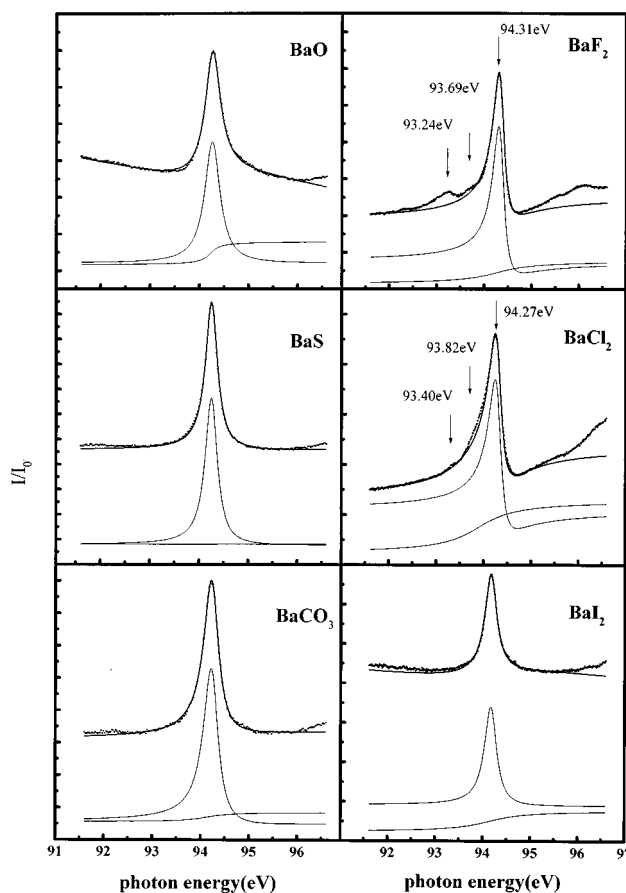 BaO
94.31eV
BaF2
93.69eV
93.24eV
BaS
94.27eV
BaCl2
93.82eV
93.40eV
I/I0
BaCO3
BaI2
91 92 93 94 95 96
92 93 94 95 96 97
photon energy(eV)
photon energy(eV)